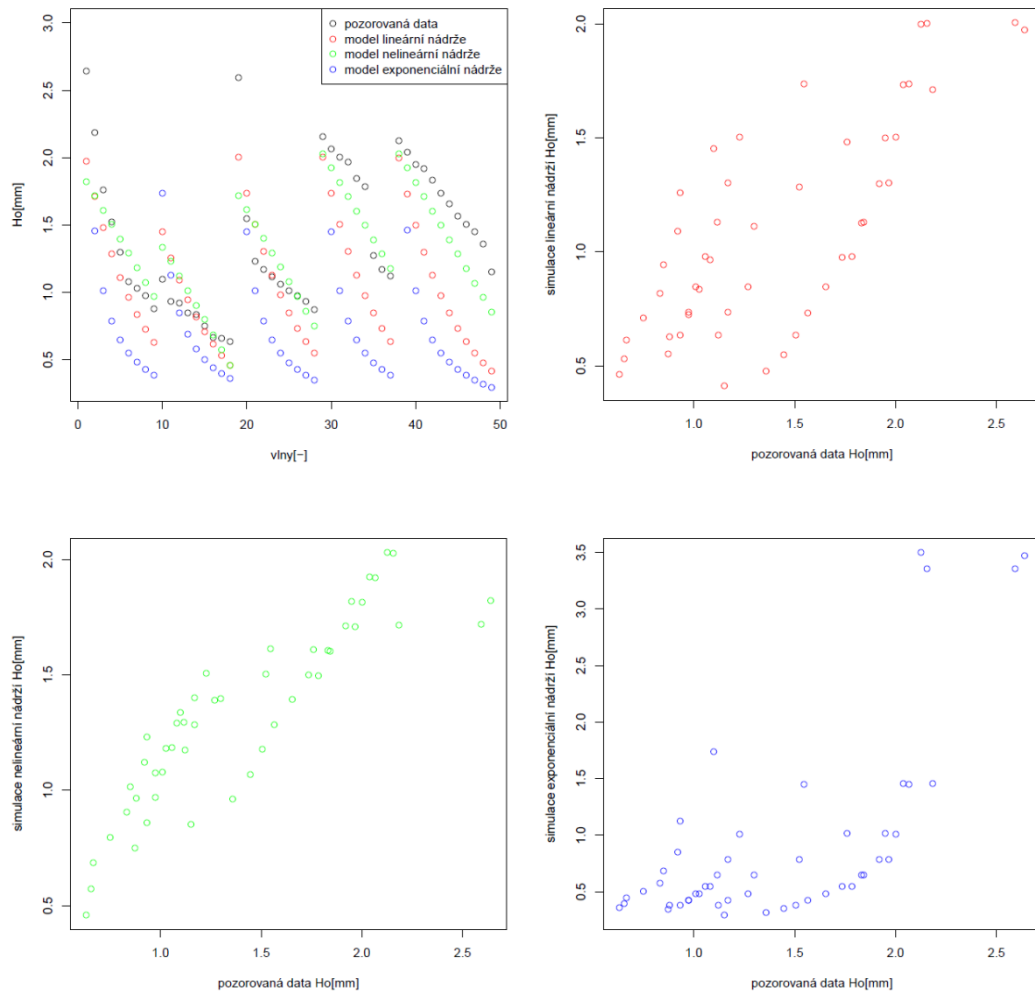 pozorovaná data
model lineární nádrže
model nelineární nádrže
model exponenciální nádrže
Ho[mm]
0.5 1.0 1.5 2.0 2.5 3.0
0 10 20 30 40 50
vlny[-]
simulace lineární nádrží Ho[mm]
0.5 1.0 1.5 2.0
1.0 1.5 2.0 2.5
pozorovaná data Ho[mm]
simulace nelineární nádrží Ho[mm]
0.5 1.0 1.5 2.0
1.0 1.5 2.0 2.5
pozorovaná data Ho[mm]
simulace exponenciální nádrží Ho[mm]
0.5 1.0 1.5 2.0 2.5 3.0 3.5
1.0 1.5 2.0 2.5
pozorovaná data Ho[mm]